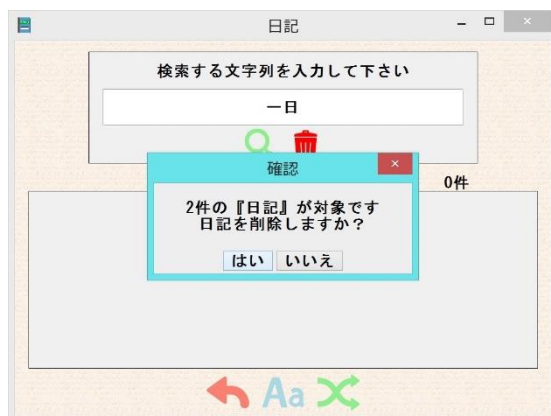 日記
検索する文字列を入力して下さい
一日
確認
0件
2件の『日記』が対象です
日記を削除しますか？
はい いいえ
Aa